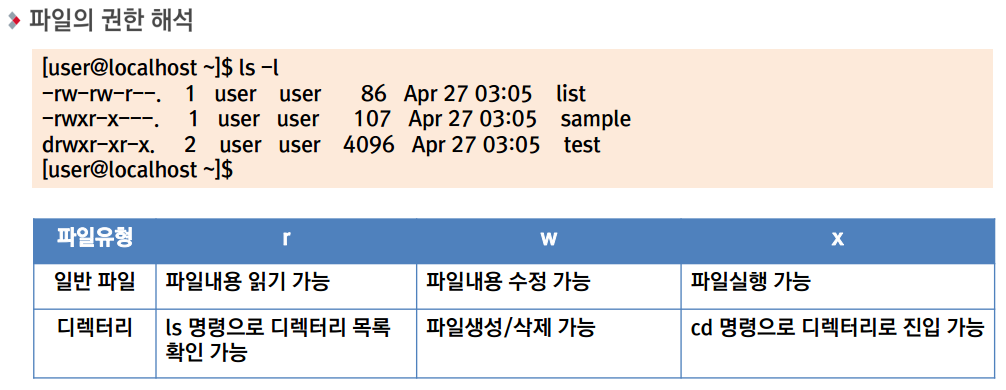 파일의 권한 해석
[user@localhost ~]$ ls -l
-rw-rw-r--. 1 user user 86 Apr 27 03:05 list
-rwxr-x---. 1 user user 107 Apr 27 03:05 sample
drwxr-xr-x. 2 user user 4096 Apr 27 03:05 test
[user@localhost ~]$
파일유형 r w x
일반 파일 파일내용 읽기 가능 파일내용 수정 가능 파일실행 가능
디렉터리 ls 명령으로 디렉터리 목록 파일생성/삭제 가능 cd 명령으로 디렉터리로 진입 가능
확인 가능